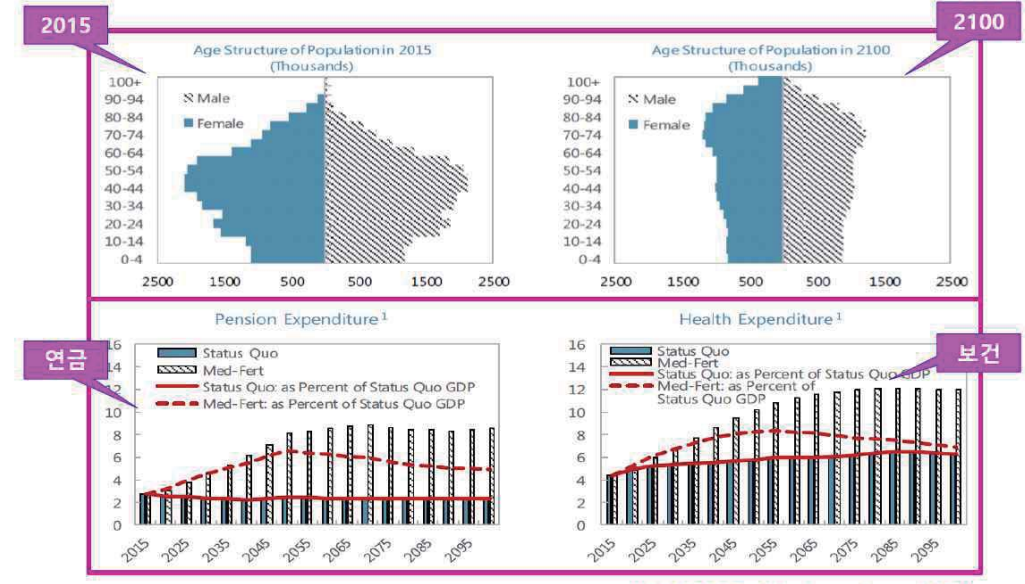 2015
2100
Age Structure of Population in 2015
(Thousands)
100+
90-94
80-84
70-74
60-64
50-54
40-44
30-34
20-24
10-14
0-4
Male
Female
2500 1500 500 500 1500 2500
Age Structure of Population in 2100
(Thousands)
100+
90-94
80-84
70-74
60-64
50-54
40-44
30-34
20-24
10-14
0-4
Male
Female
2500 1500 500 500 1500 2500
연금
Pension Expenditure 1
16
14
12
10
8
6
4
2
0
Status Quo
Med-Fert
Status Quo: as Percent of Status Quo GDP
Med-Fert: as Percent of Status Quo GDP
2015 2025 2035 2045 2055 2065 2075 2085 2095
보건
Health Expenditure 1
16
14
12
10
8
6
4
2
0
Status Quo
Med-Fert
Status Quo: as Percent of Status Quo GDP
Med-Fert: as Percent of
Status Quo GDP
2015 2025 2035 2045 2055 2065 2075 2085 2095